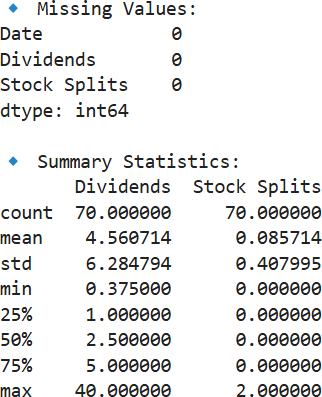 🔹 Missing Values:
Date            0
Dividends       0
Stock Splits    0
dtype: int64

🔹 Summary Statistics:
       Dividends  Stock Splits
count  70.000000     70.000000
mean    4.560714      0.085714
std     6.284794      0.407995
min     0.375000      0.000000
25%     1.000000      0.000000
50%     2.500000      0.000000
75%     5.000000      0.000000
max    40.000000      2.000000